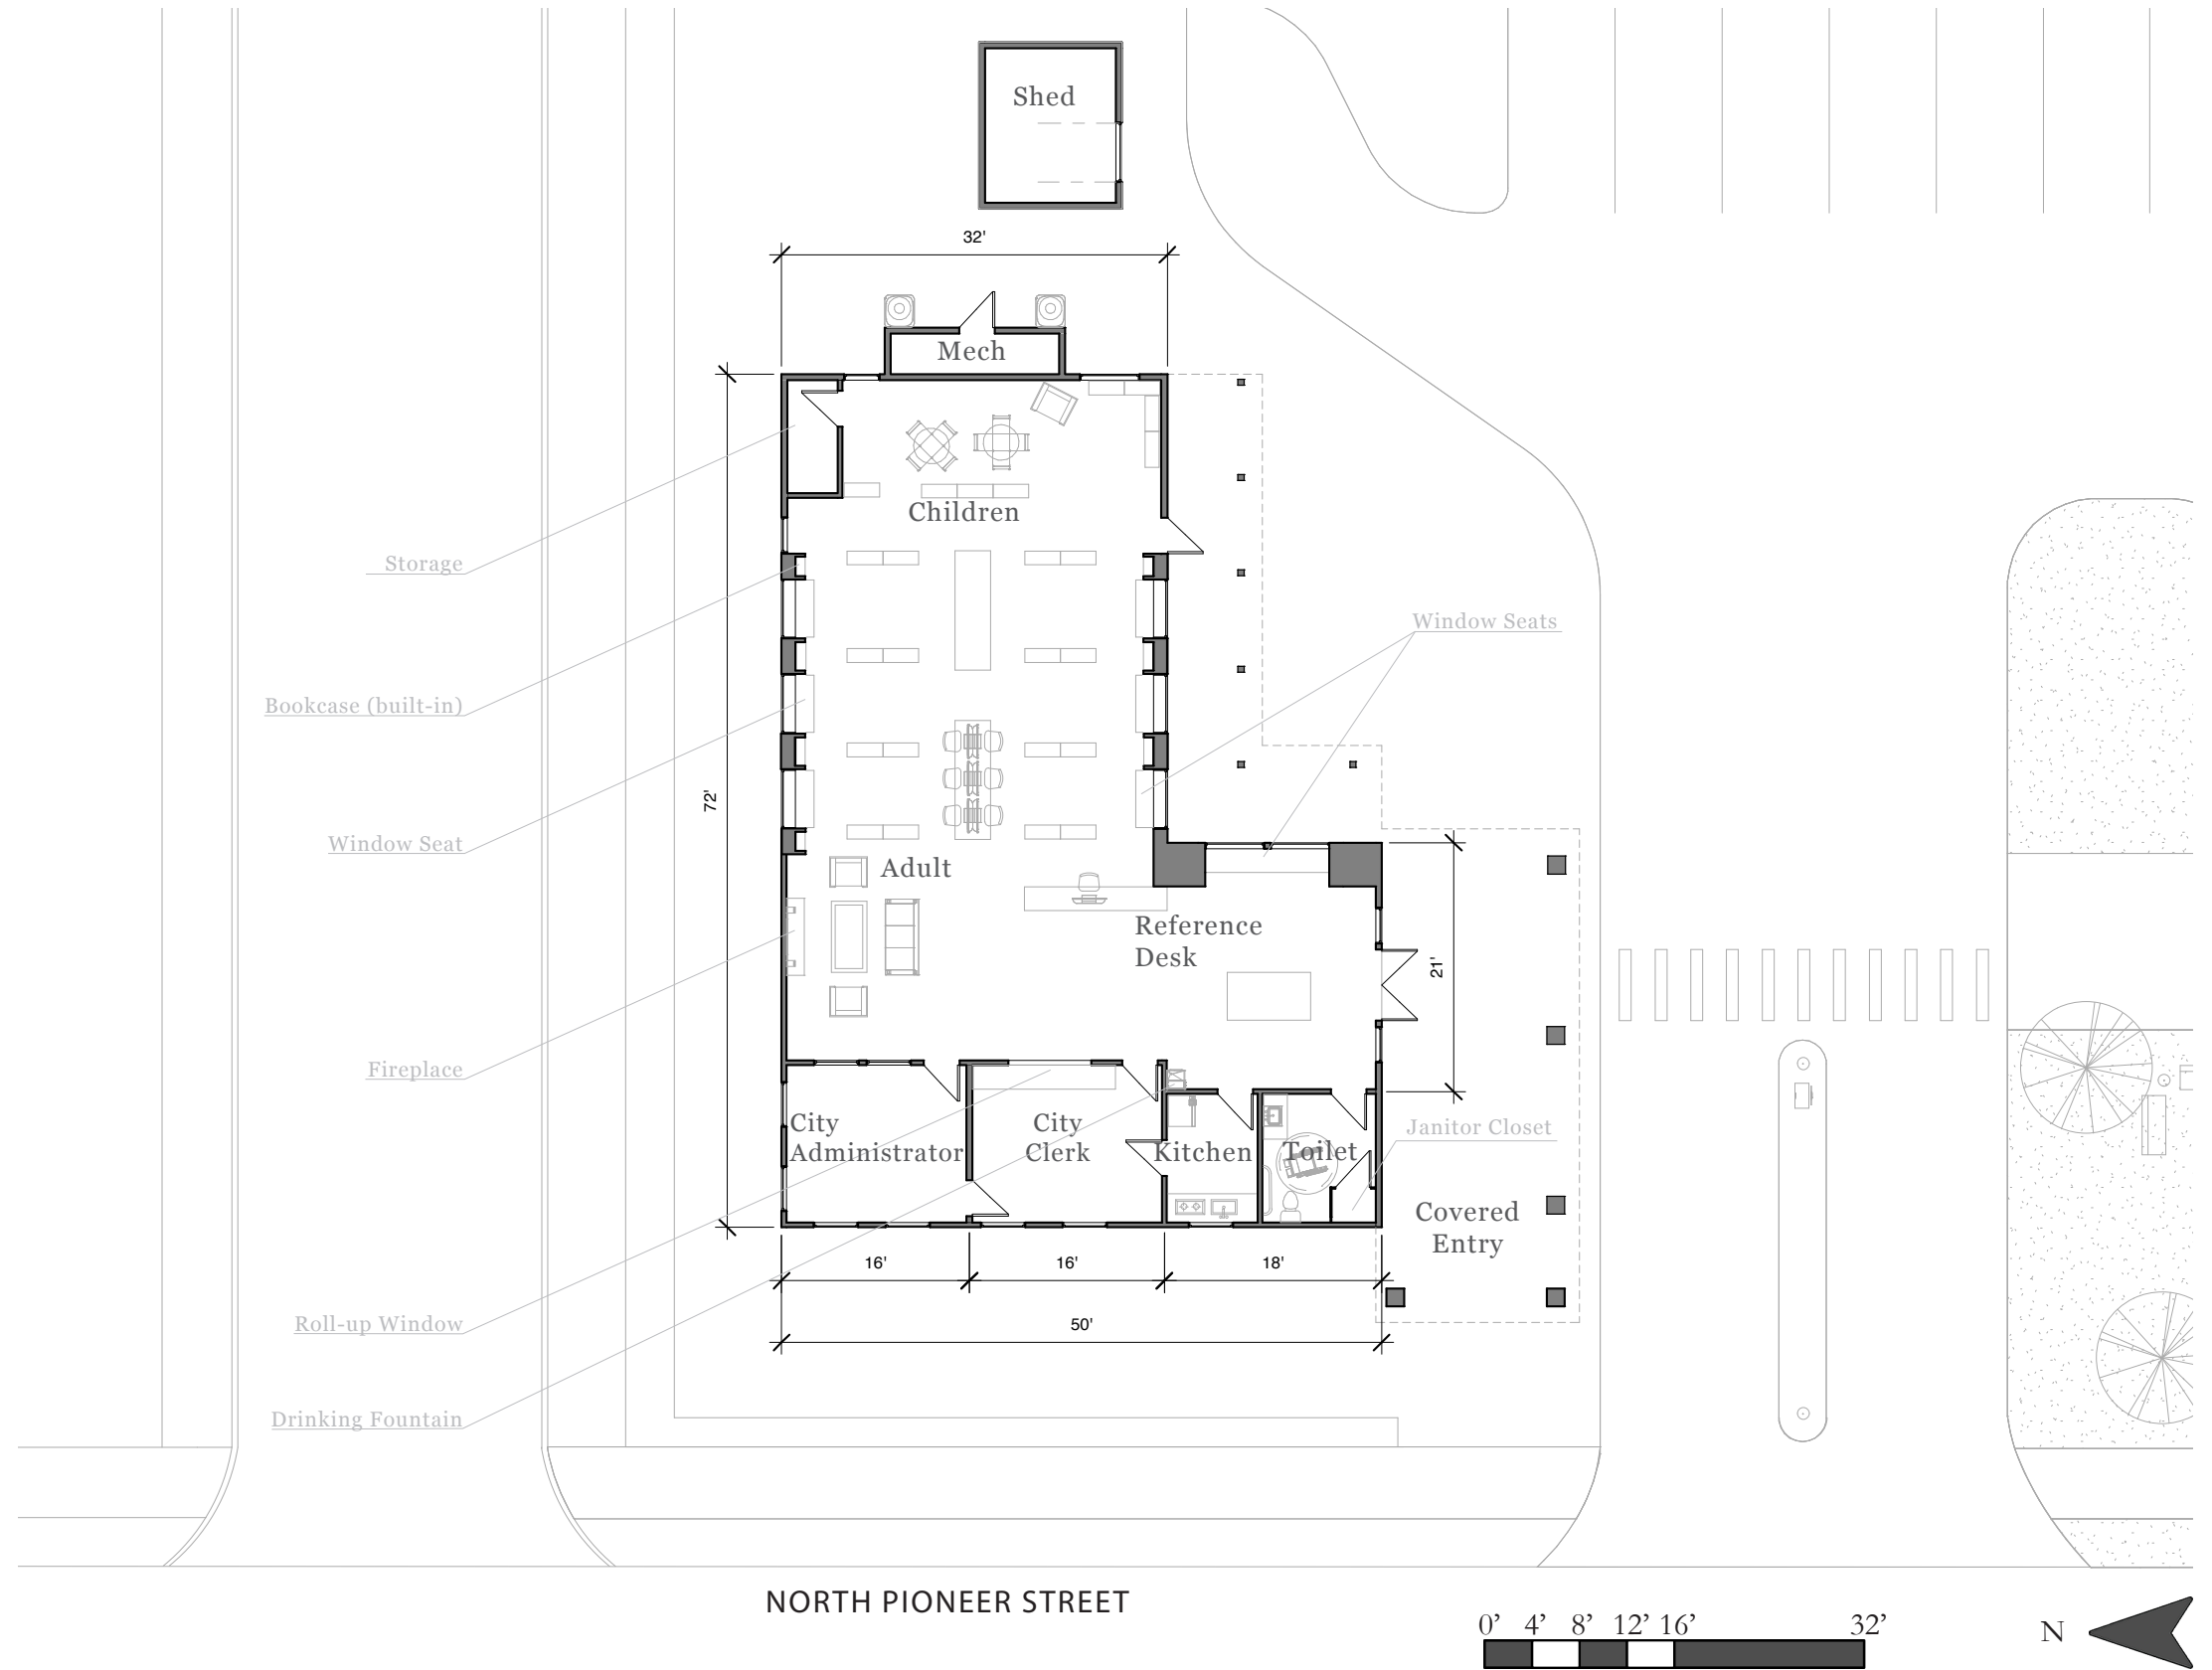 Shed
32'
Mech
Storage
Children
Window Seats
Bookcase (built-in)
72'
Window Seat
Adult
Reference
Desk
21'
Fireplace
City
Administrator
City
Clerk
Kitchen
Toilet
Janitor Closet
Covered
Entry
16'
16'
18'
Roll-up Window
50'
Drinking Fountain
NORTH PIONEER STREET
0’ 4’ 8’ 12’ 16’ 32’
N